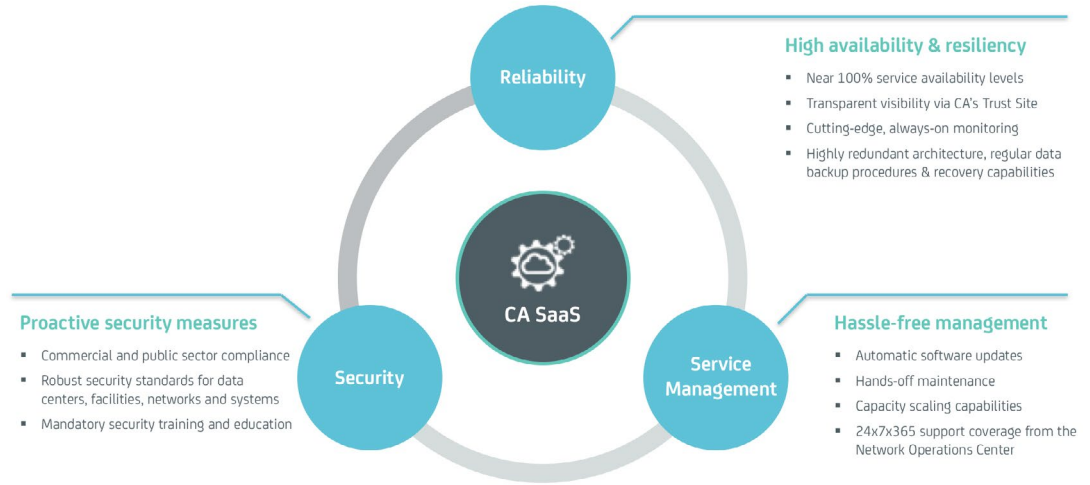 Reliability
High availability & resiliency
▪ Near 100% service availability levels
▪ Transparent visibility via CA's Trust Site
▪ Cutting-edge, always-on monitoring
▪ Highly redundant architecture, regular data
backup procedures & recovery capabilities
CA SaaS
Proactive security measures
▪ Commercial and public sector compliance
▪ Robust security standards for data
centers, facilities, networks and systems
▪ Mandatory security training and education
Security
Service
Management
Hassle-free management
▪ Automatic software updates
▪ Hands-off maintenance
▪ Capacity scaling capabilities
▪ 24x7x365 support coverage from the
Network Operations Center